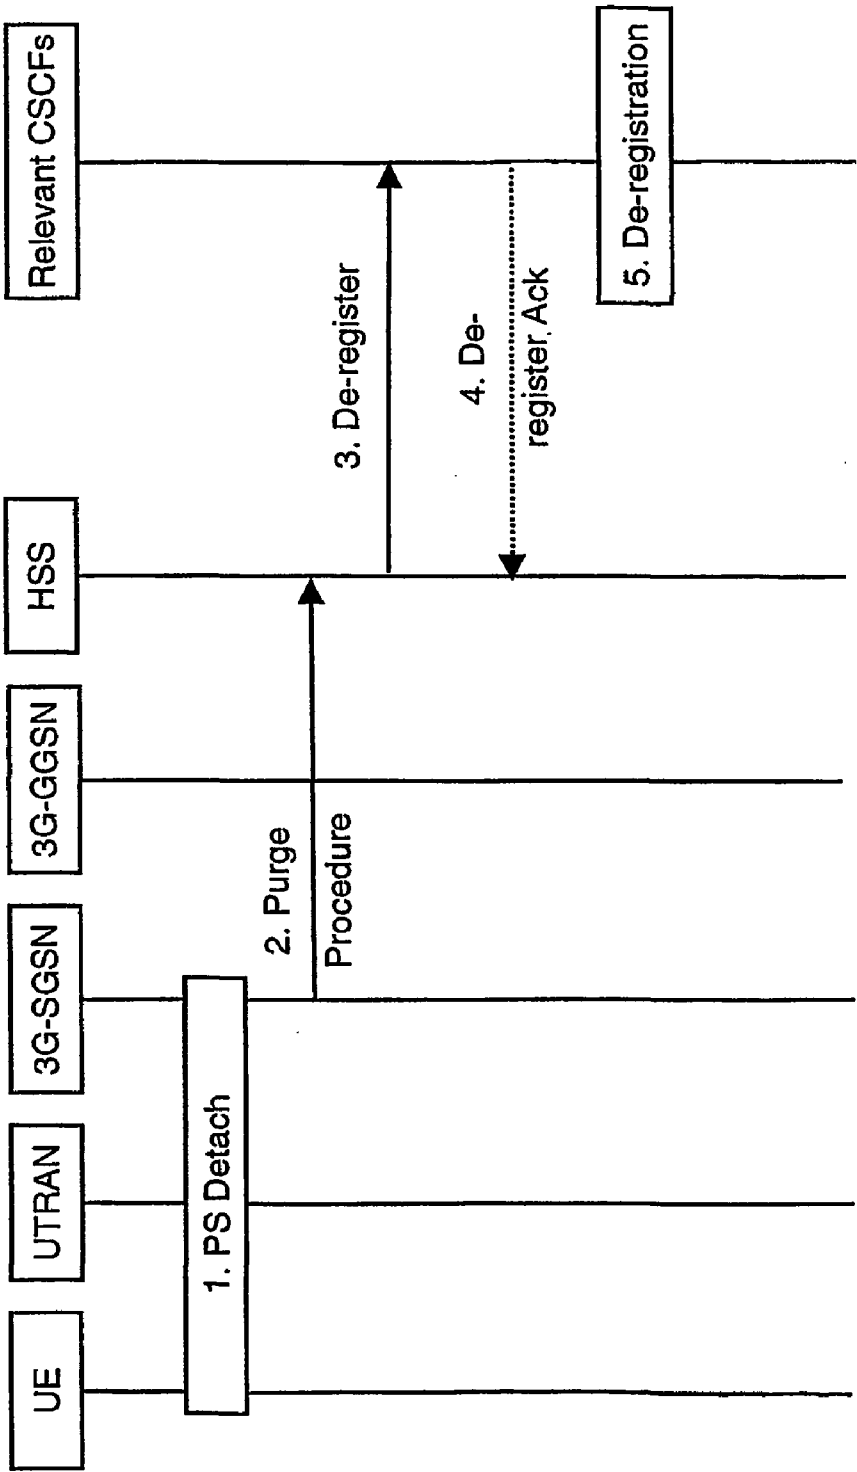 UE
UTRAN
3G-SGSN
3G-GGSN
HSS
Relevant CSCFs
1. PS Detach
2. Purge
Procedure
3. De-register
4. De-
register Ack
5. De-registration